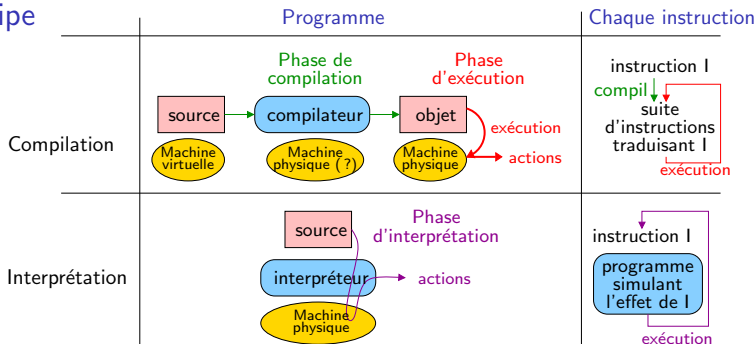 ipe
Programme
Chaque instruction
Compilation
Phase de
compilation
Phase
d'exécution
source
compilateur
objet
exécution
actions
Machine
virtuelle
Machine
physique (?)
Machine
physique
instruction I
compil
suite
d'instructions
traduisant I
exécution
Interprétation
source
Phase
d'interprétation
interpréteur
actions
Machine
physique
instruction I
programme
simulant
l'effet de I
exécution